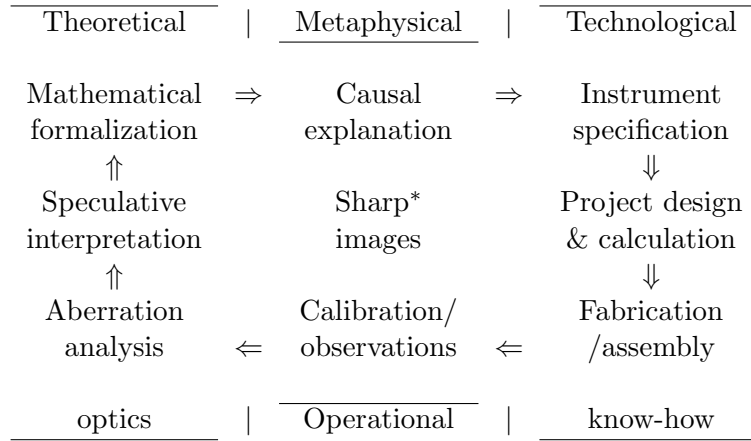 Theoretical | Metaphysical | Technological
Mathematical ⇒ Causal ⇒ Instrument
formalization explanation specification
⇑ ⇓
Speculative Sharp* Project design
interpretation images & calculation
⇑ ⇓
Aberration Calibration/ Fabrication
analysis ⇐ observations ⇐ /assembly
optics | Operational | know-how